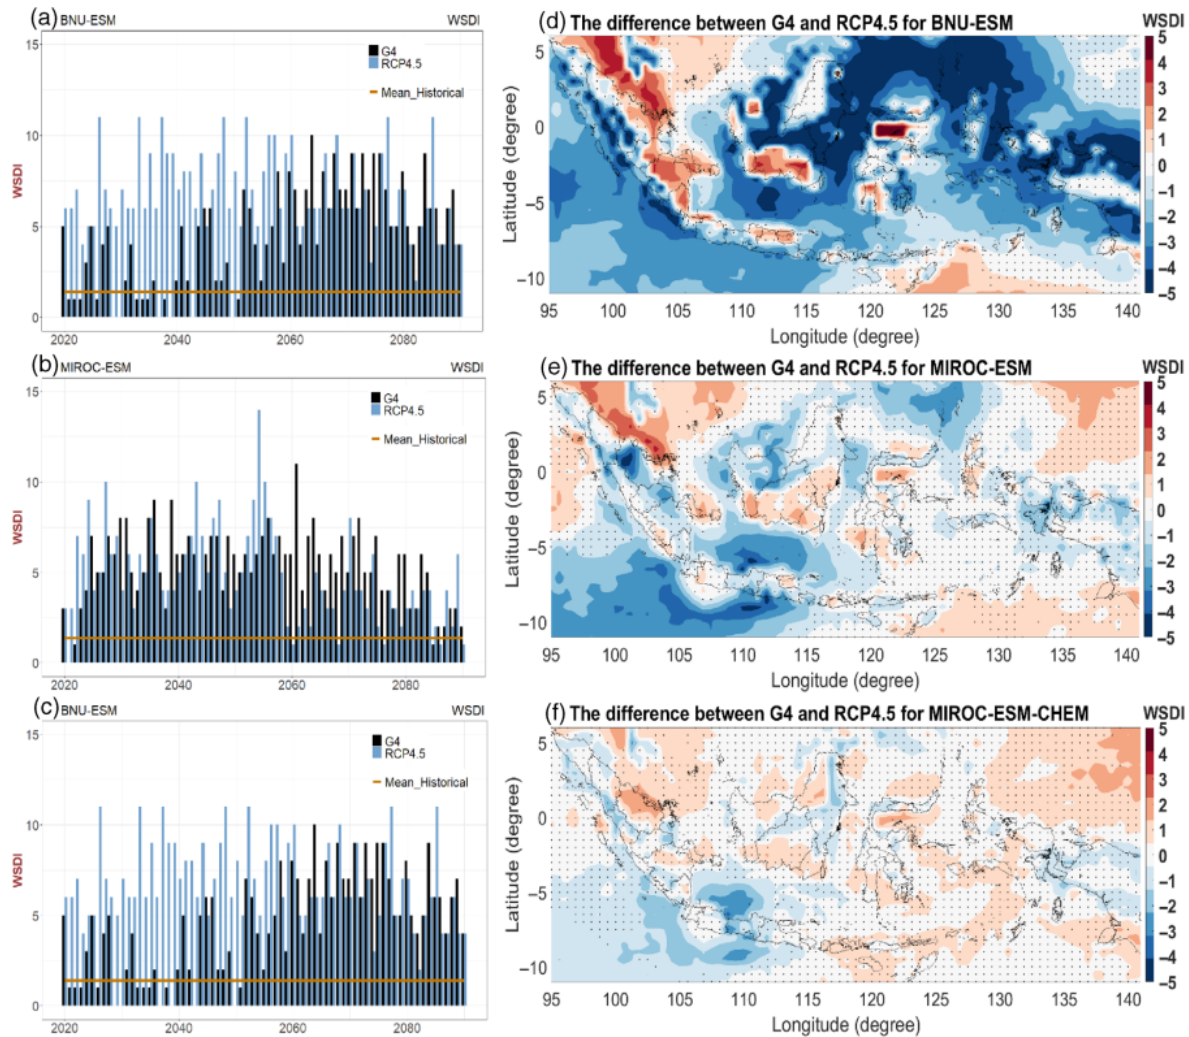 (a) BNU-ESM WSDI
15
10
5
0
WSDI
G4
RCP4.5
Mean_Historical
2020 2040 2060 2080
(d) The difference between G4 and RCP4.5 for BNU-ESM WSDI
5
0
−5
−10
Latitude (degree)
95 100 105 110 115 120 125 130 135 140
Longitude (degree)
5
4
3
2
1
0
−1
−2
−3
−4
−5
(b) MIROC-ESM WSDI
15
10
5
0
WSDI
G4
RCP4.5
Mean_Historical
2020 2040 2060 2080
(e) The difference between G4 and RCP4.5 for MIROC-ESM WSDI
5
0
−5
−10
Latitude (degree)
95 100 105 110 115 120 125 130 135 140
Longitude (degree)
5
4
3
2
1
0
−1
−2
−3
−4
−5
(c) BNU-ESM WSDI
15
10
5
0
WSDI
G4
RCP4.5
Mean_Historical
2020 2040 2060 2080
(f) The difference between G4 and RCP4.5 for MIROC-ESM-CHEM WSDI
5
0
−5
−10
Latitude (degree)
95 100 105 110 115 120 125 130 135 140
Longitude (degree)
5
4
3
2
1
0
−1
−2
−3
−4
−5